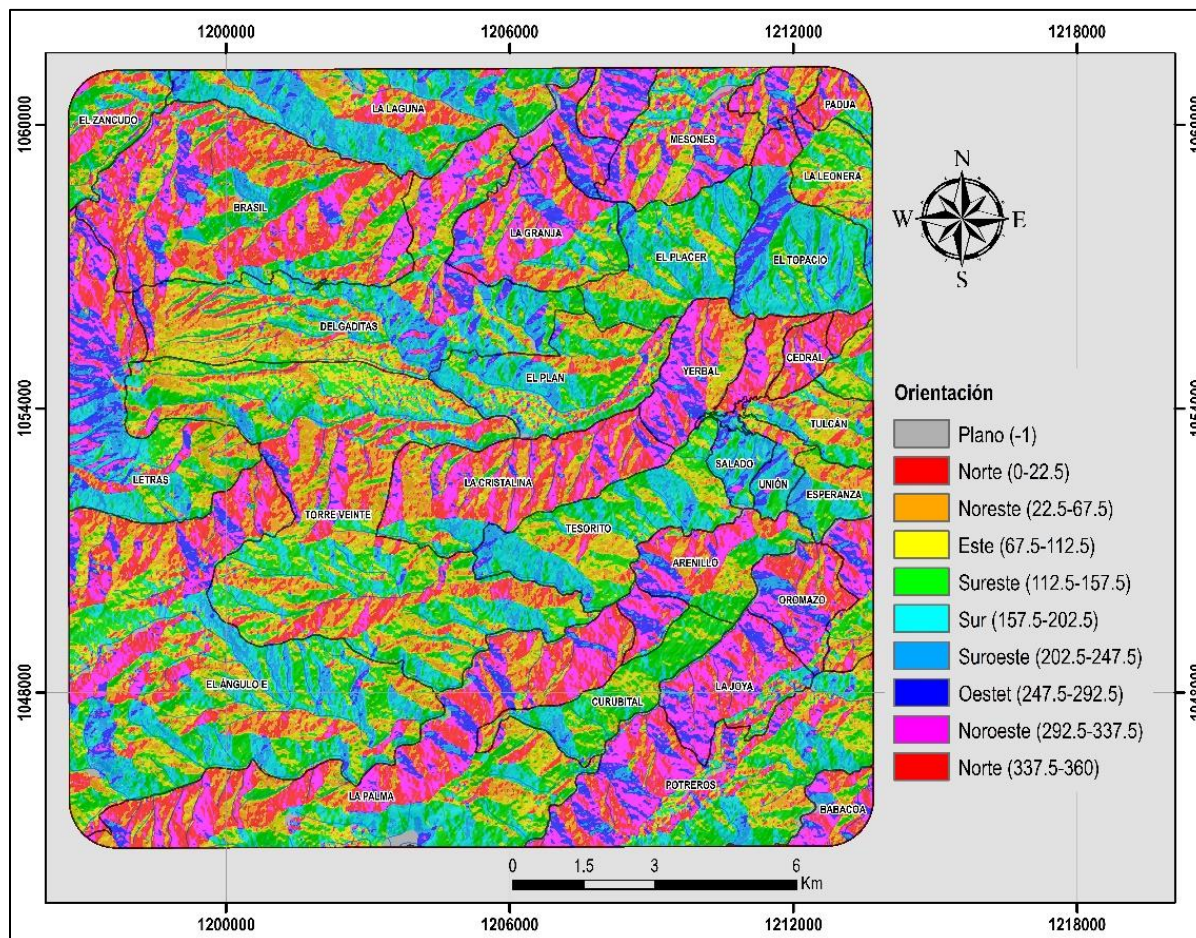 1200000
1206000
1212000
1218000
1060000
1060000
EL ZANCUDO
LA LAGUNA
PADUA
MESONES
LA LEONERA
BRASIL
LA GRANJA
EL PLACER
EL TOPACIO
N
W
E
S
DELGADITAS
EL PLAN
YERBAL
CEDRAL
1054000
1054000
TULCÁN
LETRAS
LA CRISTALINA
SALADO
UNIÓN
ESPERANZA
TORRE VEINTE
TESORITO
ARENILLO
OROMAZO
1048000
1048000
EL ÁNGULO E
CURUBITAL
LA JOYA
LA PALMA
POTREROS
BABACOA
Orientación
Plano (-1)
Norte (0-22.5)
Noreste (22.5-67.5)
Este (67.5-112.5)
Sureste (112.5-157.5)
Sur (157.5-202.5)
Suroeste (202.5-247.5)
Oestet (247.5-292.5)
Noroeste (292.5-337.5)
Norte (337.5-360)
0
1.5
3
6
Km
1200000
1206000
1212000
1218000